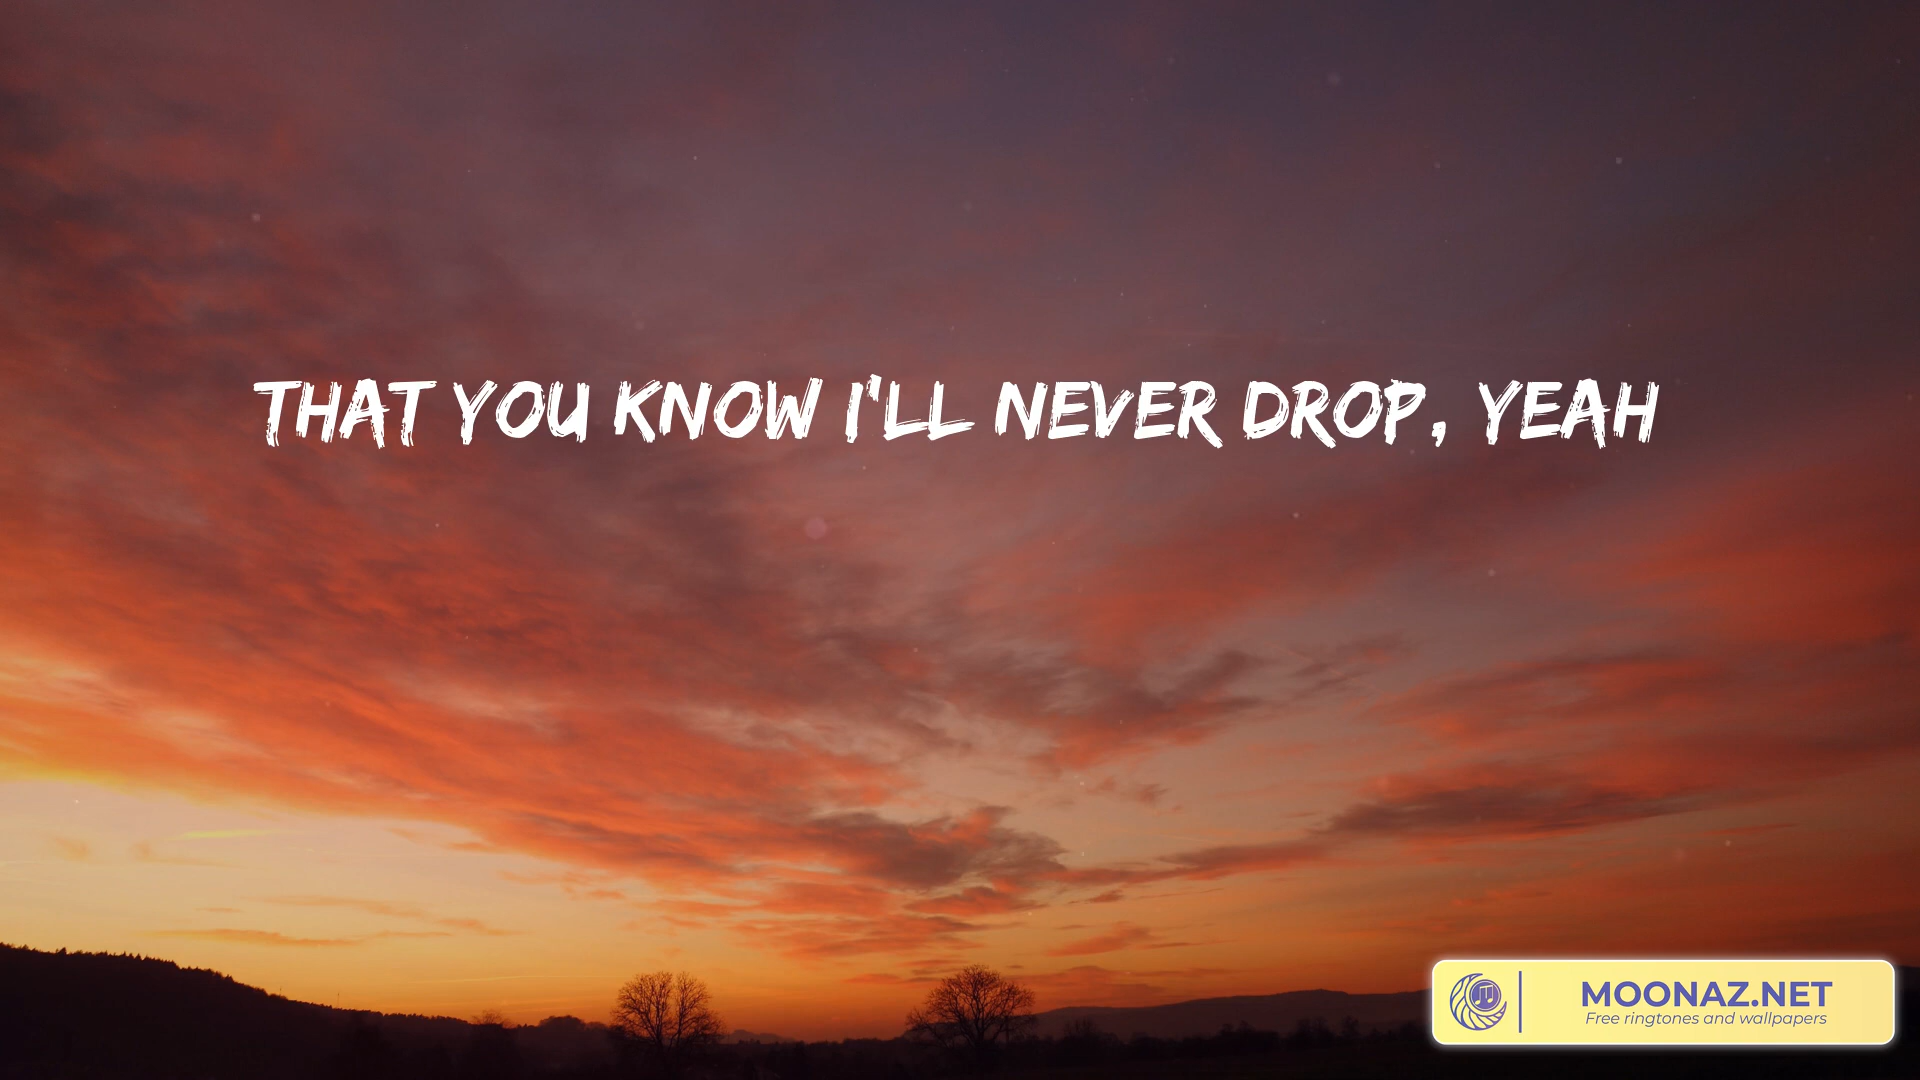 THAT YOU KNOW I'LL NEVER DROP, YEAH
MOONAZ.NET
Free ringtones and wallpapers